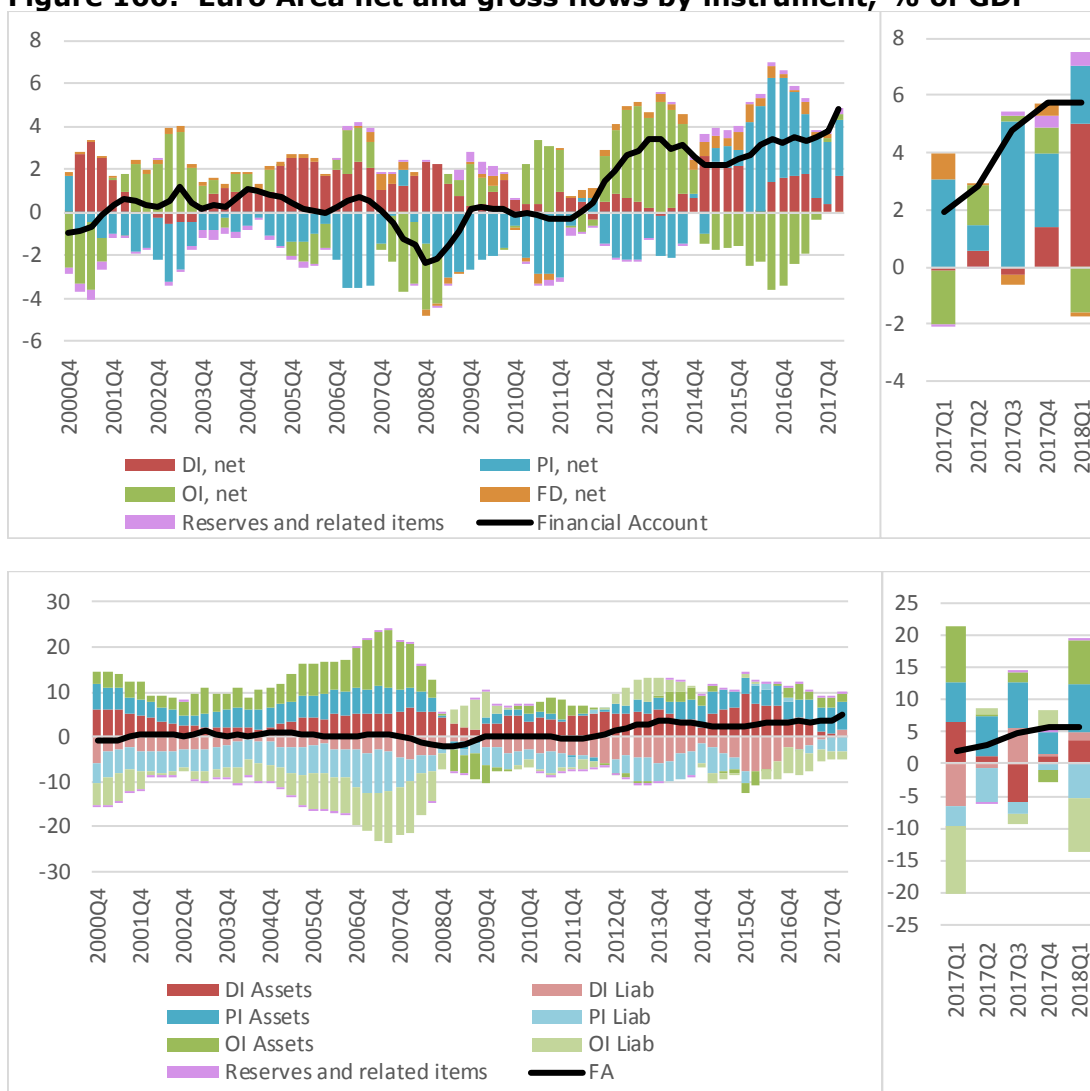 Figure 100: Euro Area net and gross flows by instrument, % of GDP
8
6
4
2
0
-2
-4
-6
2000Q4
2001Q4
2002Q4
2003Q4
2004Q4
2005Q4
2006Q4
2007Q4
2008Q4
2009Q4
2010Q4
2011Q4
2012Q4
2013Q4
2014Q4
2015Q4
2016Q4
2017Q4
DI, net
PI, net
OI, net
FD, net
Reserves and related items
Financial Account
8
6
4
2
0
-2
-4
2017Q1
2017Q2
2017Q3
2017Q4
2018Q1
30
20
10
0
-10
-20
-30
2000Q4
2001Q4
2002Q4
2003Q4
2004Q4
2005Q4
2006Q4
2007Q4
2008Q4
2009Q4
2010Q4
2011Q4
2012Q4
2013Q4
2014Q4
2015Q4
2016Q4
2017Q4
DI Assets
DI Liab
PI Assets
PI Liab
OI Assets
OI Liab
Reserves and related items
FA
25
20
15
10
5
0
-5
-10
-15
-20
-25
2017Q1
2017Q2
2017Q3
2017Q4
2018Q1